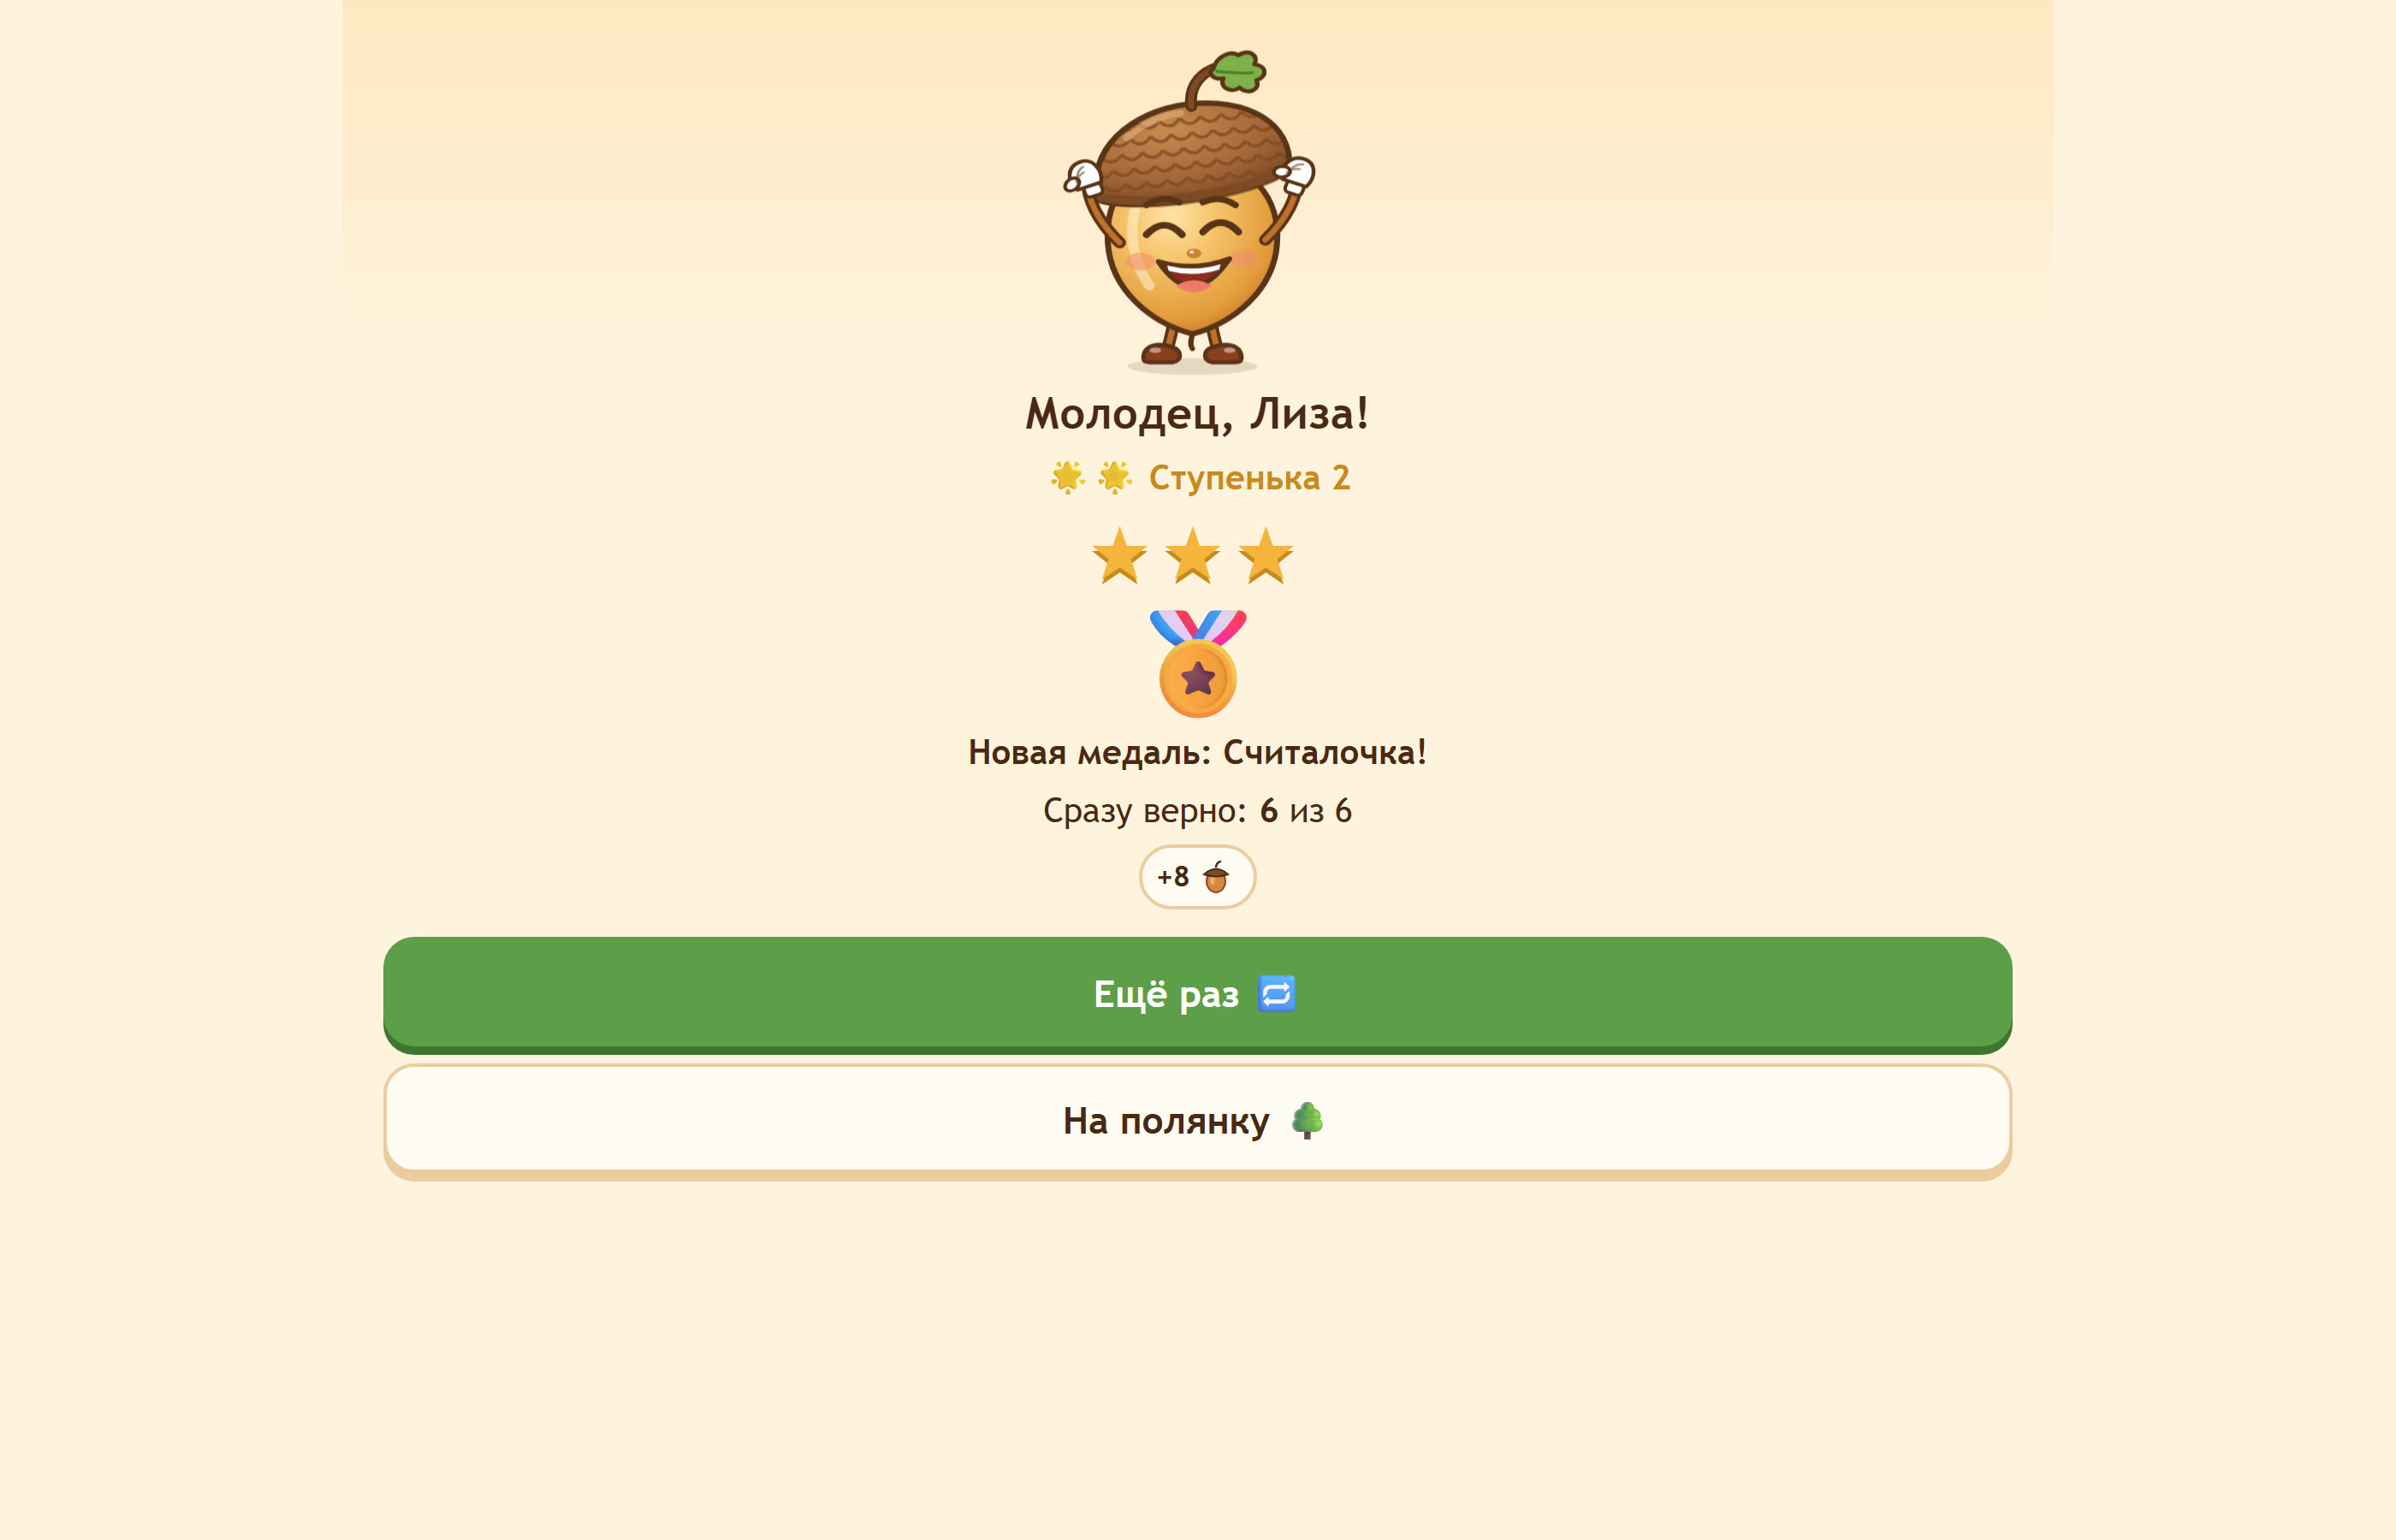 Молодец, Лиза!
Ступенька 2
Новая медаль: Считалочка!
Сразу верно: 6 из 6
+8
Ещё раз
На полянку